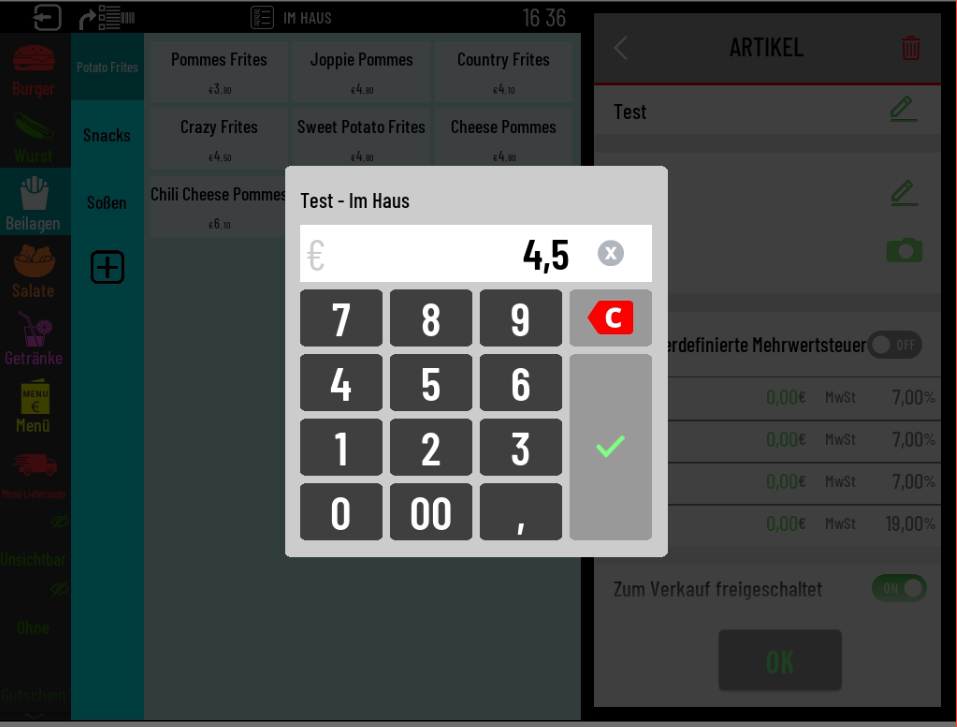 IM HAUS
16 36
ARTIKEL
Burger
Wurst
Beilagen
Salate
Getränke
MENU
€
Menü
Menü Lieferando
Unsichtbar
Ohne
Gutschein
Potato Frites
Snacks
Soßen
Pommes Frites
€3,80
Joppie Pommes
€4,80
Country Frites
€4,10
Crazy Frites
€4,50
Sweet Potato Frites
€4,80
Cheese Pommes
€4,80
Chili Cheese Pommes
€6,10
Test
Test - Im Haus
€ 4,5 X
7 8 9 C
4 5 6
1 2 3
0 00 ,
erdefinierte Mehrwertsteuer OFF
0,00€ MwSt 7,00%
0,00€ MwSt 7,00%
0,00€ MwSt 7,00%
0,00€ MwSt 19,00%
Zum Verkauf freigeschaltet ON
OK